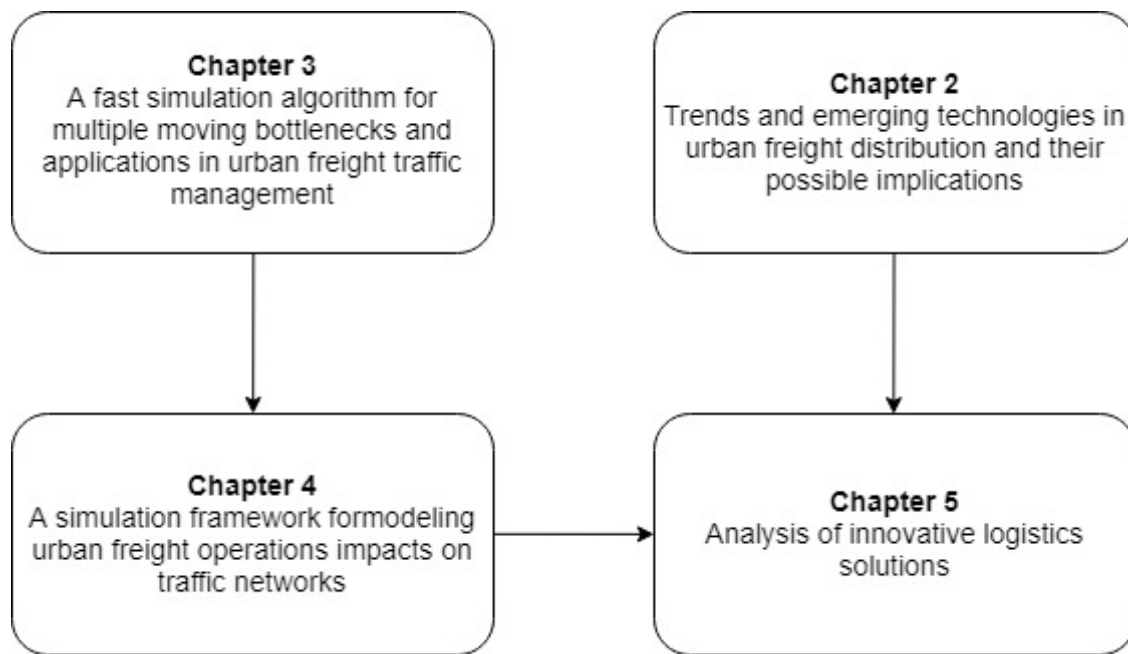 Chapter 3
A fast simulation algorithm for
multiple moving bottlenecks and
applications in urban freight traffic
management
Chapter 2
Trends and emerging technologies in
urban freight distribution and their
possible implications
Chapter 4
A simulation framework formodeling
urban freight operations impacts on
traffic networks
Chapter 5
Analysis of innovative logistics
solutions